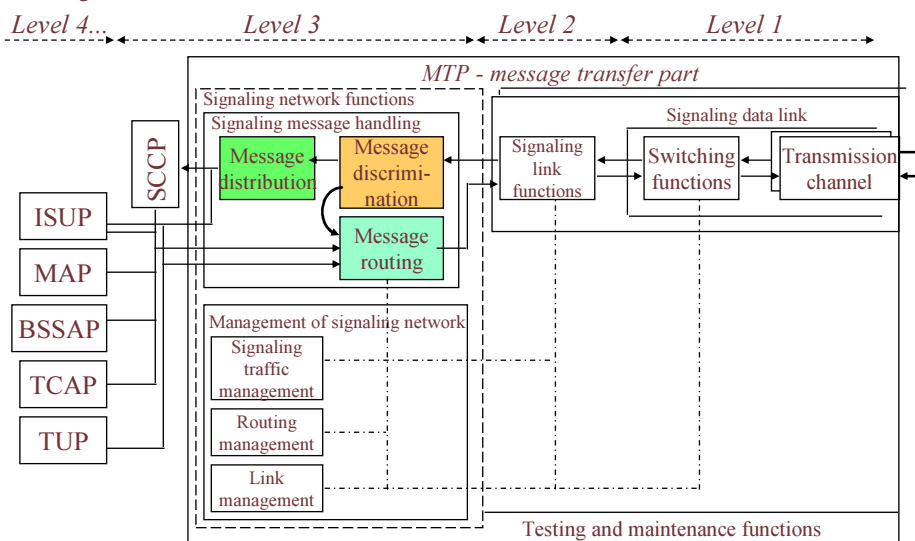 Level 4...
Level 3
Level 2
Level 1
MTP - message transfer part
Signaling network functions
Signaling message handling
Message
distribution
Message
discrimi-
nation
Message
routing
SCCP
ISUP
MAP
BSSAP
TCAP
TUP
Signaling
link
functions
Signaling data link
Switching
functions
Transmission
channel
Management of signaling network
Signaling
traffic
management
Routing
management
Link
management
Testing and maintenance functions